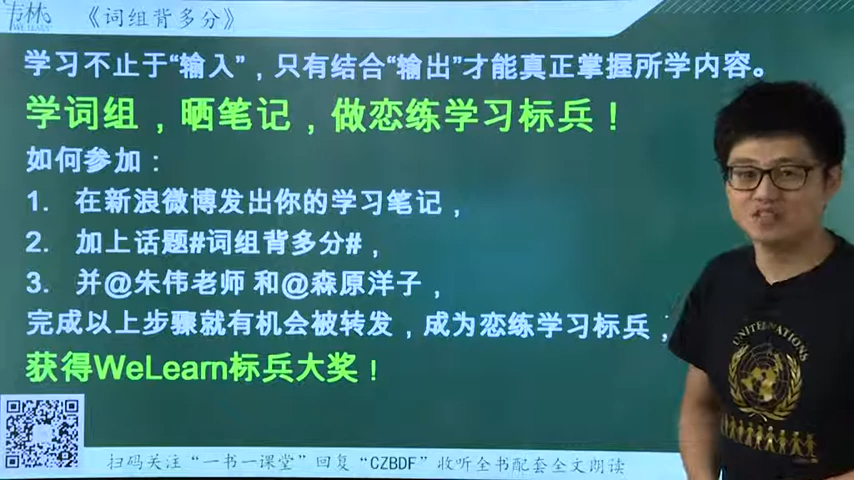 韦林 《词组背多分》
WE LEARN
学习不止于“输入”，只有结合“输出”才能真正掌握所学内容。
学词组，晒笔记，做恋练学习标兵！
如何参加：
1. 在新浪微博发出你的学习笔记，
2. 加上话题#词组背多分#，
3. 并@朱伟老师 和@森原洋子，
完成以上步骤就有机会被转发，成为恋练学习标兵，
获得WeLearn标兵大奖！
UNITED NATIONS
扫码关注“一书一课堂”回复“CZBDF”收听全书配套全文朗读